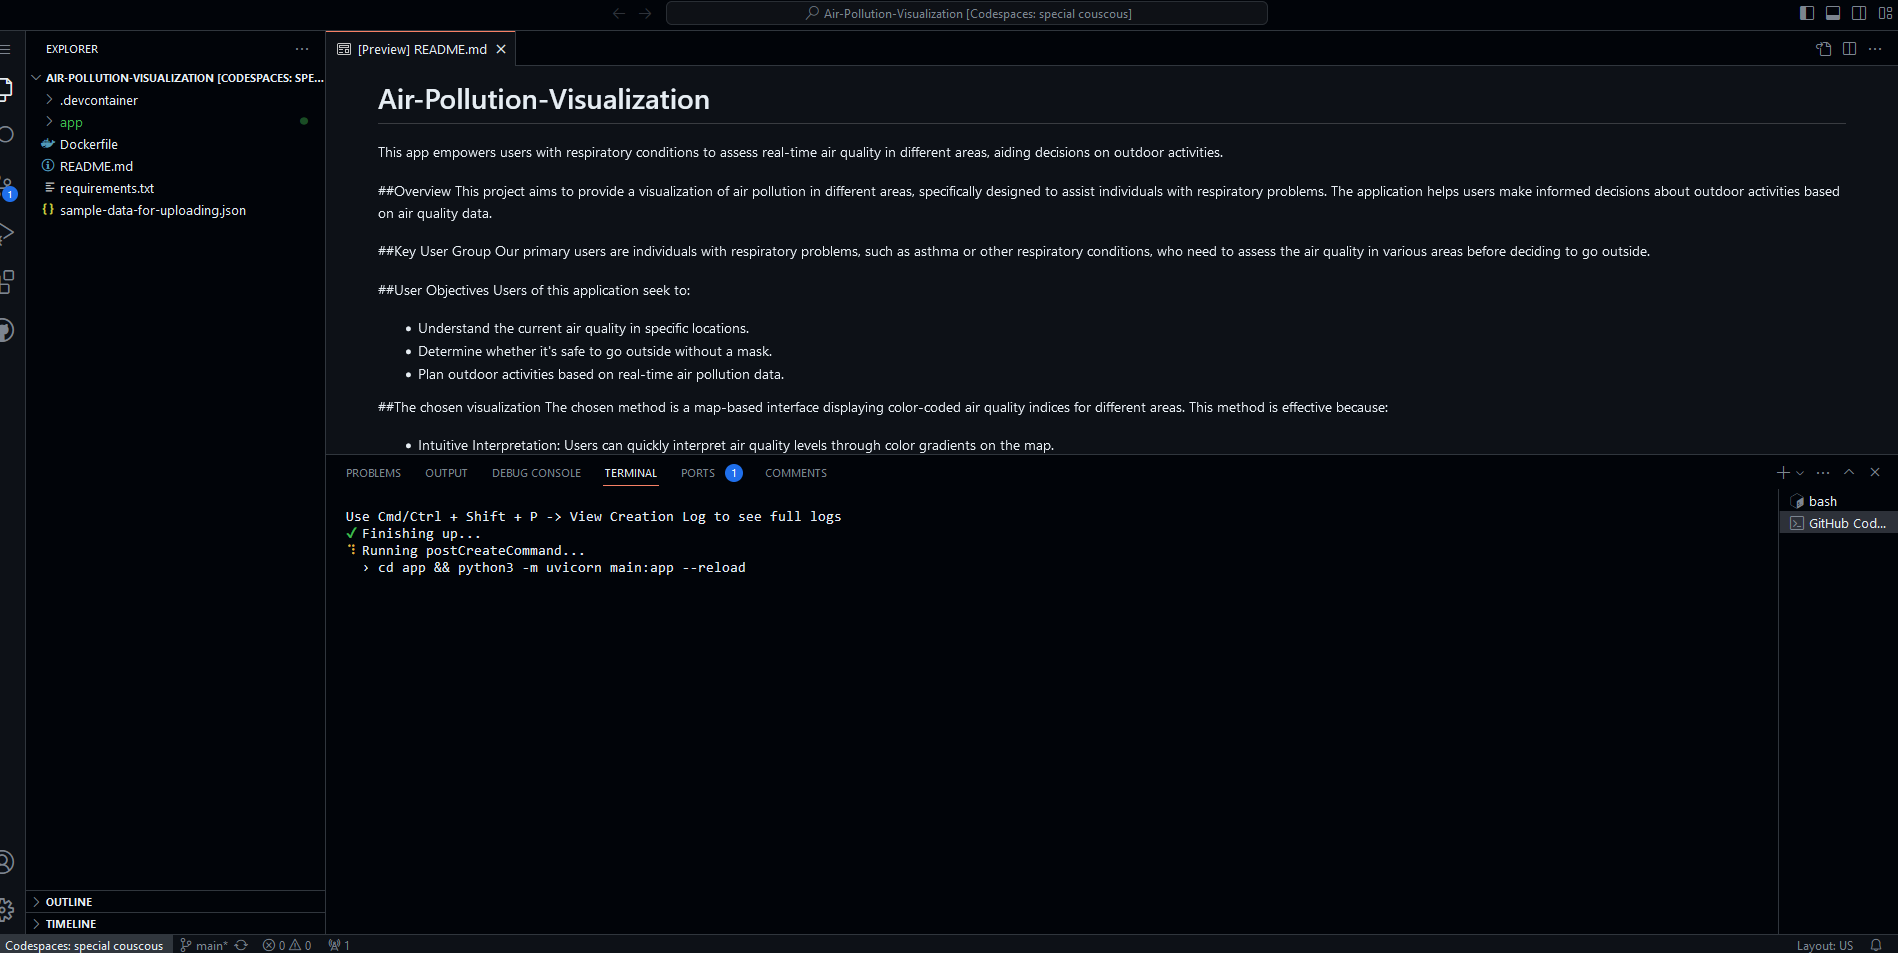 Air-Pollution-Visualization [Codespaces: special couscous]
EXPLORER
AIR-POLLUTION-VISUALIZATION [CODESPACES: SPE...
.devcontainer
app
Dockerfile
README.md
requirements.txt
sample-data-for-uploading.json
1
OUTLINE
TIMELINE
[Preview] README.md
Air-Pollution-Visualization
This app empowers users with respiratory conditions to assess real-time air quality in different areas, aiding decisions on outdoor activities.
##Overview This project aims to provide a visualization of air pollution in different areas, specifically designed to assist individuals with respiratory problems. The application helps users make informed decisions about outdoor activities based
on air quality data.
##Key User Group Our primary users are individuals with respiratory problems, such as asthma or other respiratory conditions, who need to assess the air quality in various areas before deciding to go outside.
##User Objectives Users of this application seek to:
• Understand the current air quality in specific locations.
• Determine whether it's safe to go outside without a mask.
• Plan outdoor activities based on real-time air pollution data.
##The chosen visualization The chosen method is a map-based interface displaying color-coded air quality indices for different areas. This method is effective because:
• Intuitive Interpretation: Users can quickly interpret air quality levels through color gradients on the map.
PROBLEMS OUTPUT DEBUG CONSOLE TERMINAL PORTS 1 COMMENTS
Use Cmd/Ctrl + Shift + P -> View Creation Log to see full logs
✓ Finishing up...
Running postCreateCommand...
› cd app && python3 -m uvicorn main:app --reload
bash
GitHub Cod...
Codespaces: special couscous main* 0 0 1 Layout: US